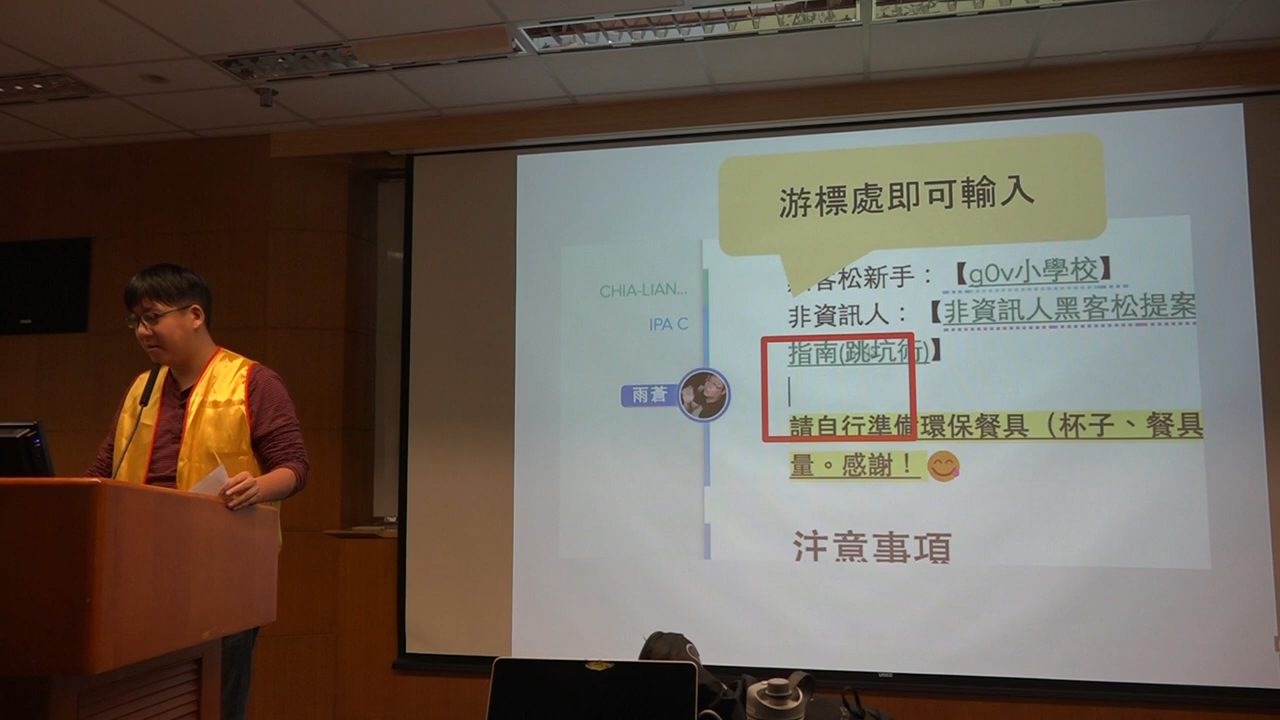 游標處即可輸入
CHIA-LIAN...
客松新手：【g0v小學校】
IPA C
非資訊人：【非資訊人黑客松提案
指南(跳坑術)】
雨蒼
請自行準備環保餐具（杯子、餐具
量。感謝！😋
注意事項